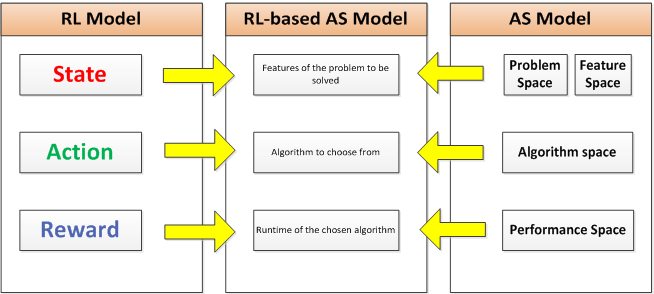 RL Model
RL-based AS Model
AS Model
State
Features of the problem to be
solved
Problem
Space
Feature
Space
Action
Algorithm to choose from
Algorithm space
Reward
Runtime of the chosen algorithm
Performance Space